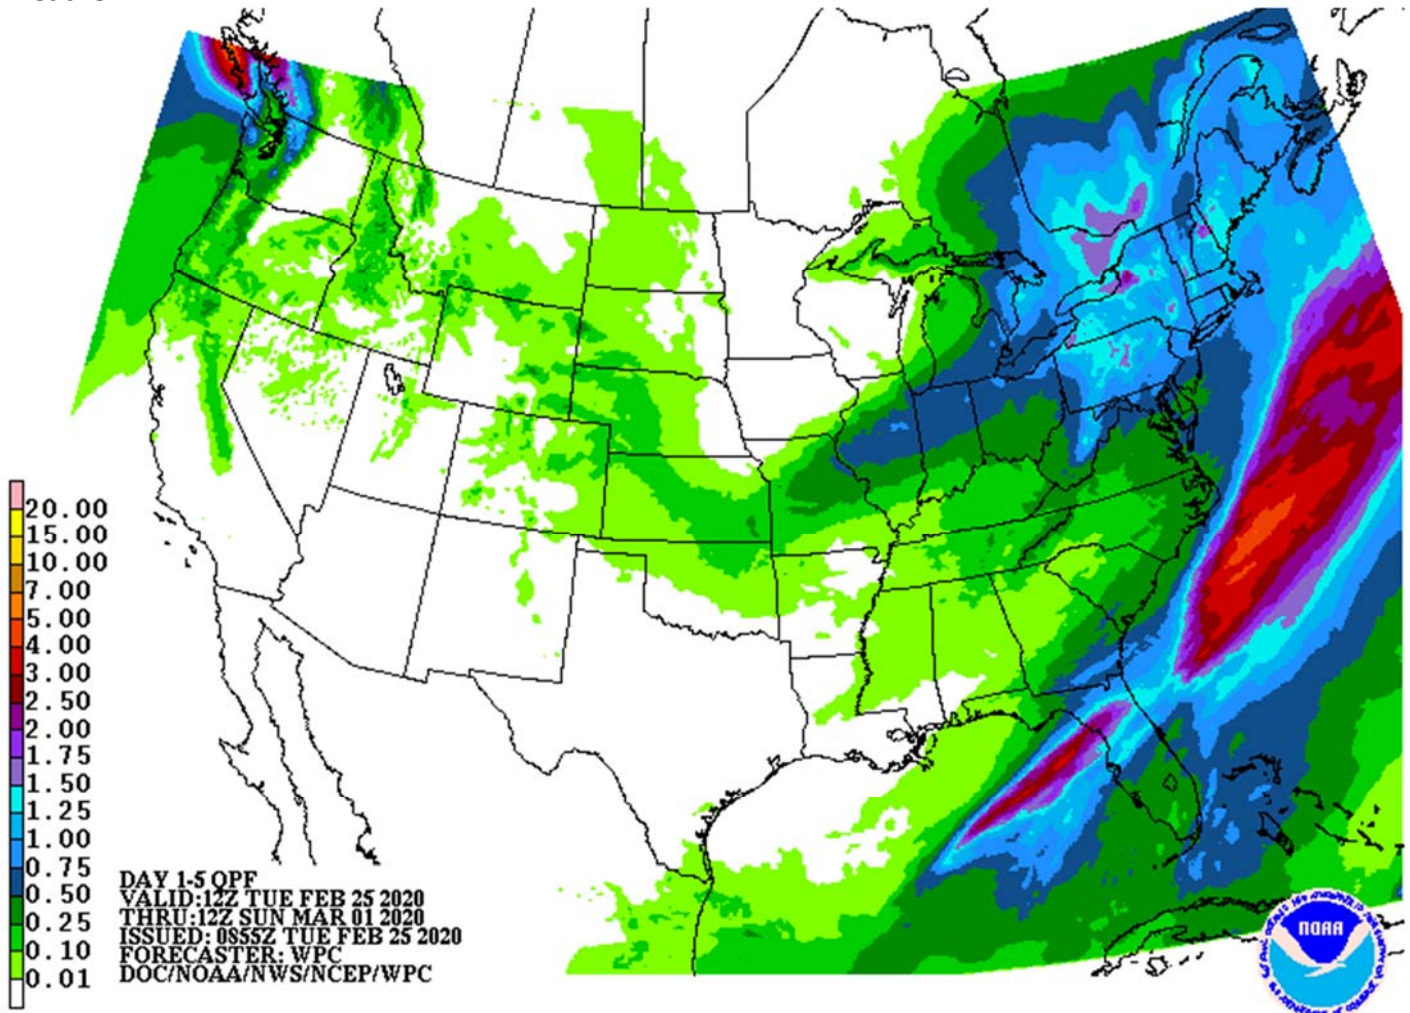 20.00
15.00
10.00
7.00
5.00
4.00
3.00
2.50
2.00
1.75
1.50
1.25
1.00
0.75
0.50
0.25
0.10
0.01
DAY 1-5 QPF
VALID:12Z TUE FEB 25 2020
THRU:12Z SUN MAR 01 2020
ISSUED: 0855Z TUE FEB 25 2020
FORECASTER: WPC
DOC/NOAA/NWS/NCEP/WPC
NOAA